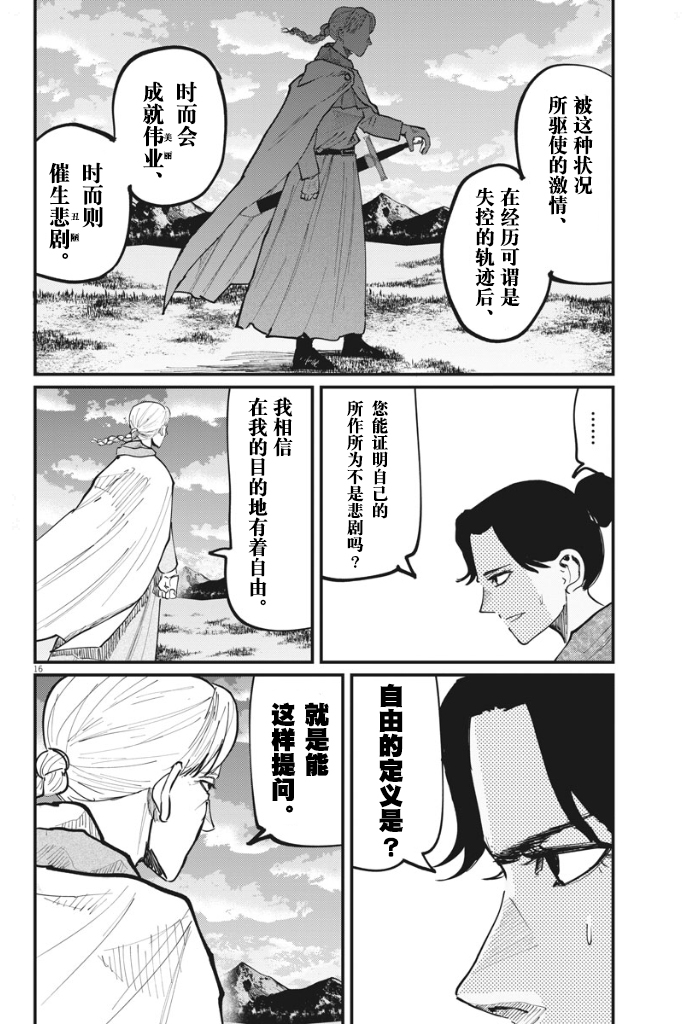 被这种状况
所驱使的激情、
在经历可谓是
失控的轨迹后、
时而会
成就伟业、
美丽
时而则
催生悲剧。
丑陋
……
您能证明自己的
所作所为不是悲剧吗？
我相信
在我的目的地有着自由。
16
自由的定义是？
就是能
这样提问。